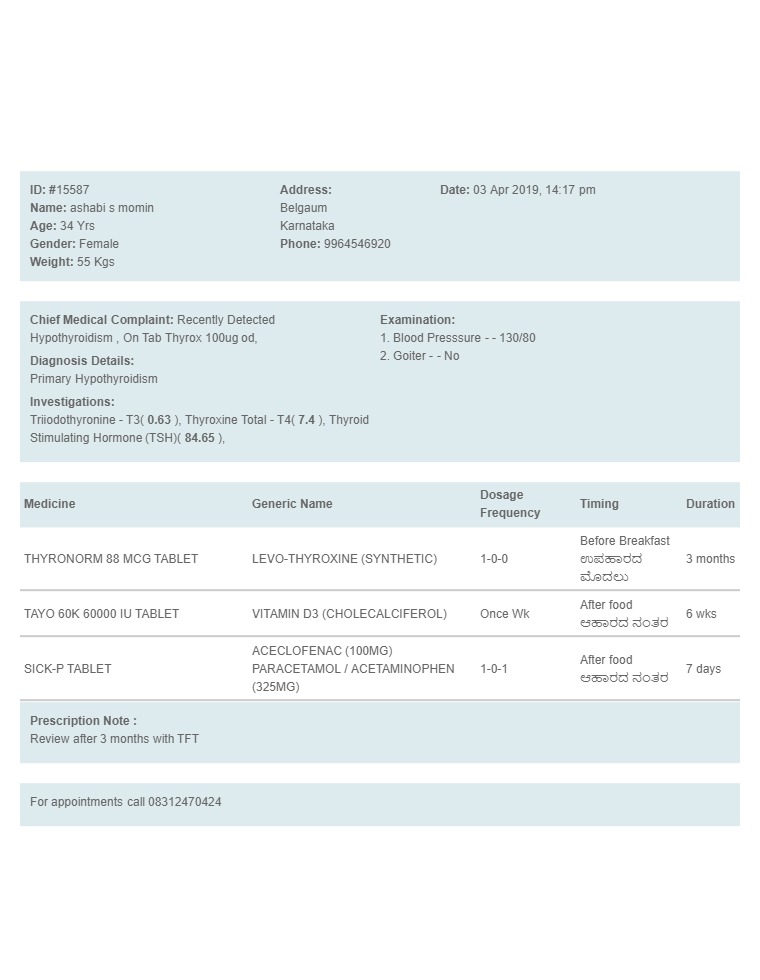 ID: #15587
Name: ashabi s momin
Age: 34 Yrs
Gender: Female
Weight: 55 Kgs
Address:
Belgaum
Karnataka
Phone: 9964546920
Date: 03 Apr 2019, 14:17 pm
Chief Medical Complaint: Recently Detected
Hypothyroidism , On Tab Thyrox 100ug od,
Diagnosis Details:
Primary Hypothyroidism
Investigations:
Triiodothyronine - T3( 0.63 ), Thyroxine Total - T4( 7.4 ), Thyroid
Stimulating Hormone (TSH)( 84.65 ),
Examination:
1. Blood Presssure - - 130/80
2. Goiter - - No
Medicine Generic Name Dosage Frequency Timing Duration
THYRONORM 88 MCG TABLET LEVO-THYROXINE (SYNTHETIC) 1-0-0 Before Breakfast ಉಪಹಾರದ ಮೊದಲು 3 months
TAYO 60K 60000 IU TABLET VITAMIN D3 (CHOLECALCIFEROL) Once Wk After food ಆಹಾರದ ನಂತರ 6 wks
SICK-P TABLET ACECLOFENAC (100MG) PARACETAMOL / ACETAMINOPHEN (325MG) 1-0-1 After food ಆಹಾರದ ನಂತರ 7 days
Prescription Note :
Review after 3 months with TFT
For appointments call 08312470424